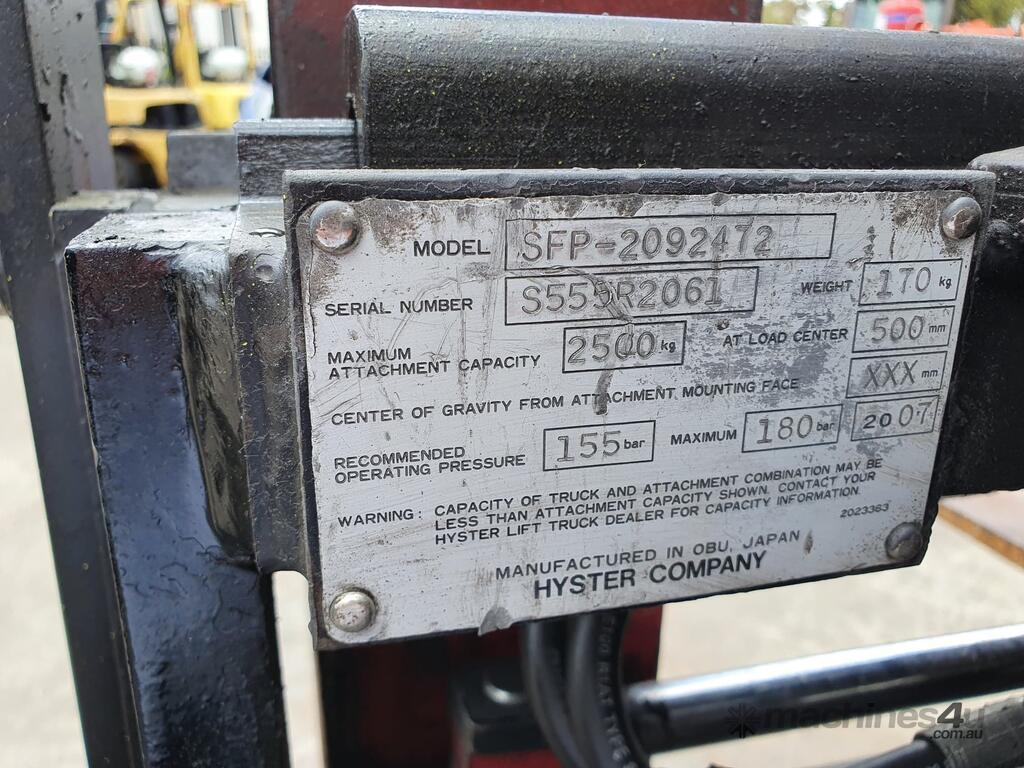 MODEL SFP-2092472
SERIAL NUMBER S555R2061 WEIGHT 170 kg
MAXIMUM
ATTACHMENT CAPACITY 2500 kg AT LOAD CENTER 500 mm
CENTER OF GRAVITY FROM ATTACHMENT MOUNTING FACE XXX mm
RECOMMENDED
OPERATING PRESSURE 155 bar MAXIMUM 180 bar 2007
WARNING: CAPACITY OF TRUCK AND ATTACHMENT COMBINATION MAY BE
LESS THAN ATTACHMENT CAPACITY SHOWN. CONTACT YOUR
HYSTER LIFT TRUCK DEALER FOR CAPACITY INFORMATION.
2023363
MANUFACTURED IN OBU, JAPAN
HYSTER COMPANY
machines4u
.com.au